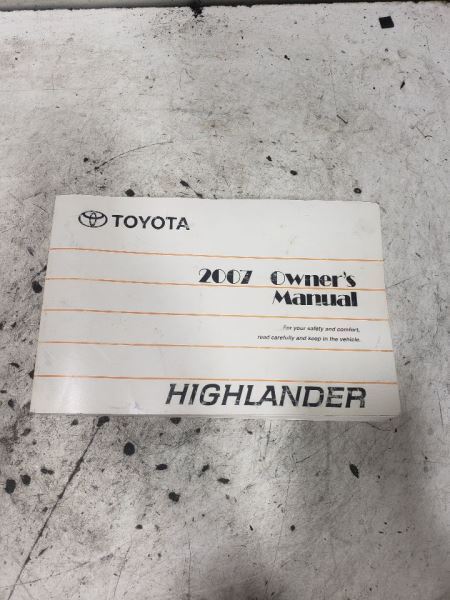 TOYOTA
2007 Owner's
Manual
For your safety and comfort,
read carefully and keep in the vehicle.
HIGHLANDER